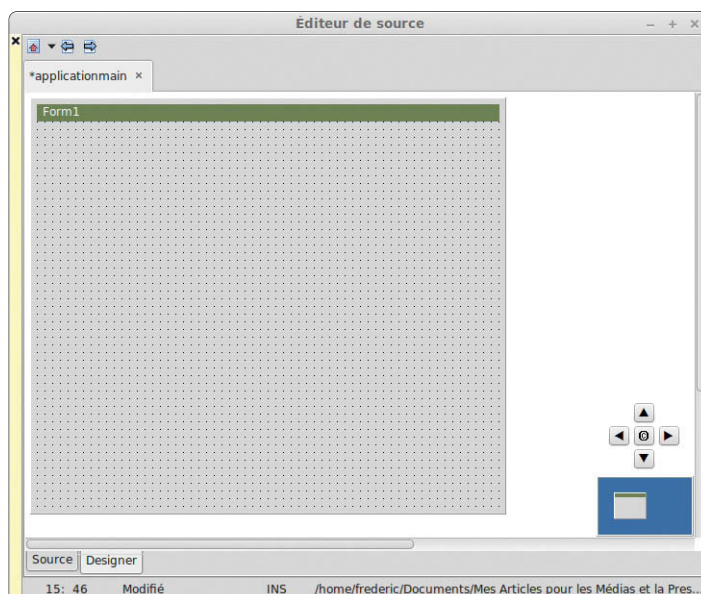 Éditeur de source
*applicationmain ×
Form1
Source Designer
15: 46 Modifié INS /home/frederic/Documents/Mes Articles pour les Médias et la Pres...